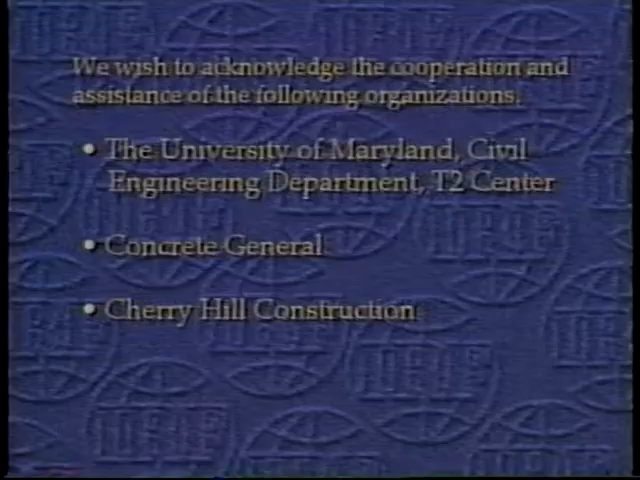 We wish to acknowledge the cooperation and
assistance of the following organizations.
• The University of Maryland, Civil
Engineering Department, T2 Center
• Concrete General
• Cherry Hill Construction